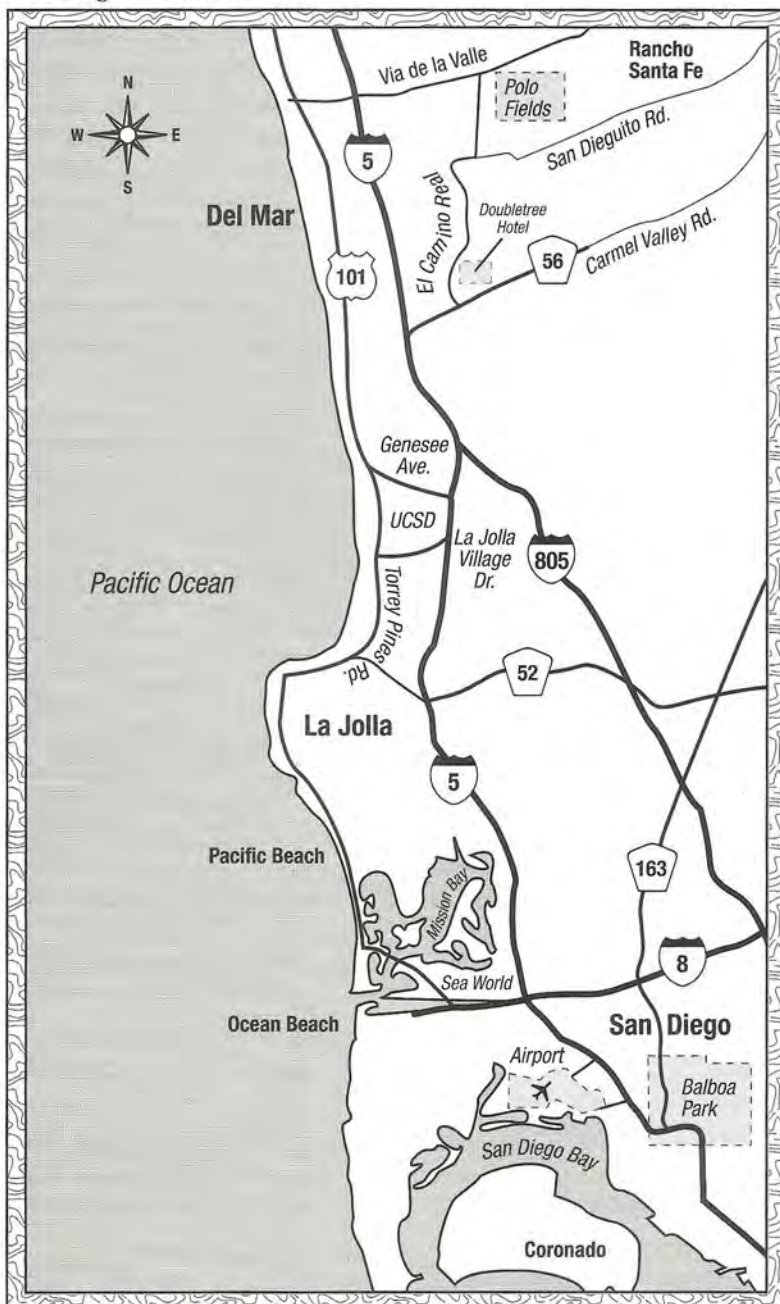 Via de la Valle
Rancho
Santa Fe
Polo
Fields
N
W
E
S
5
San Dieguito Rd.
El Camino Real
Del Mar
Doubletree
Hotel
101
56
Carmel Valley Rd.
Genesee
Ave.
UCSD
La Jolla
Village
Dr.
805
Pacific Ocean
Torrey Pines
Rd.
52
La Jolla
5
Pacific Beach
163
Mission Bay
8
Sea World
Ocean Beach
San Diego
Airport
Balboa
Park
San Diego Bay
Coronado